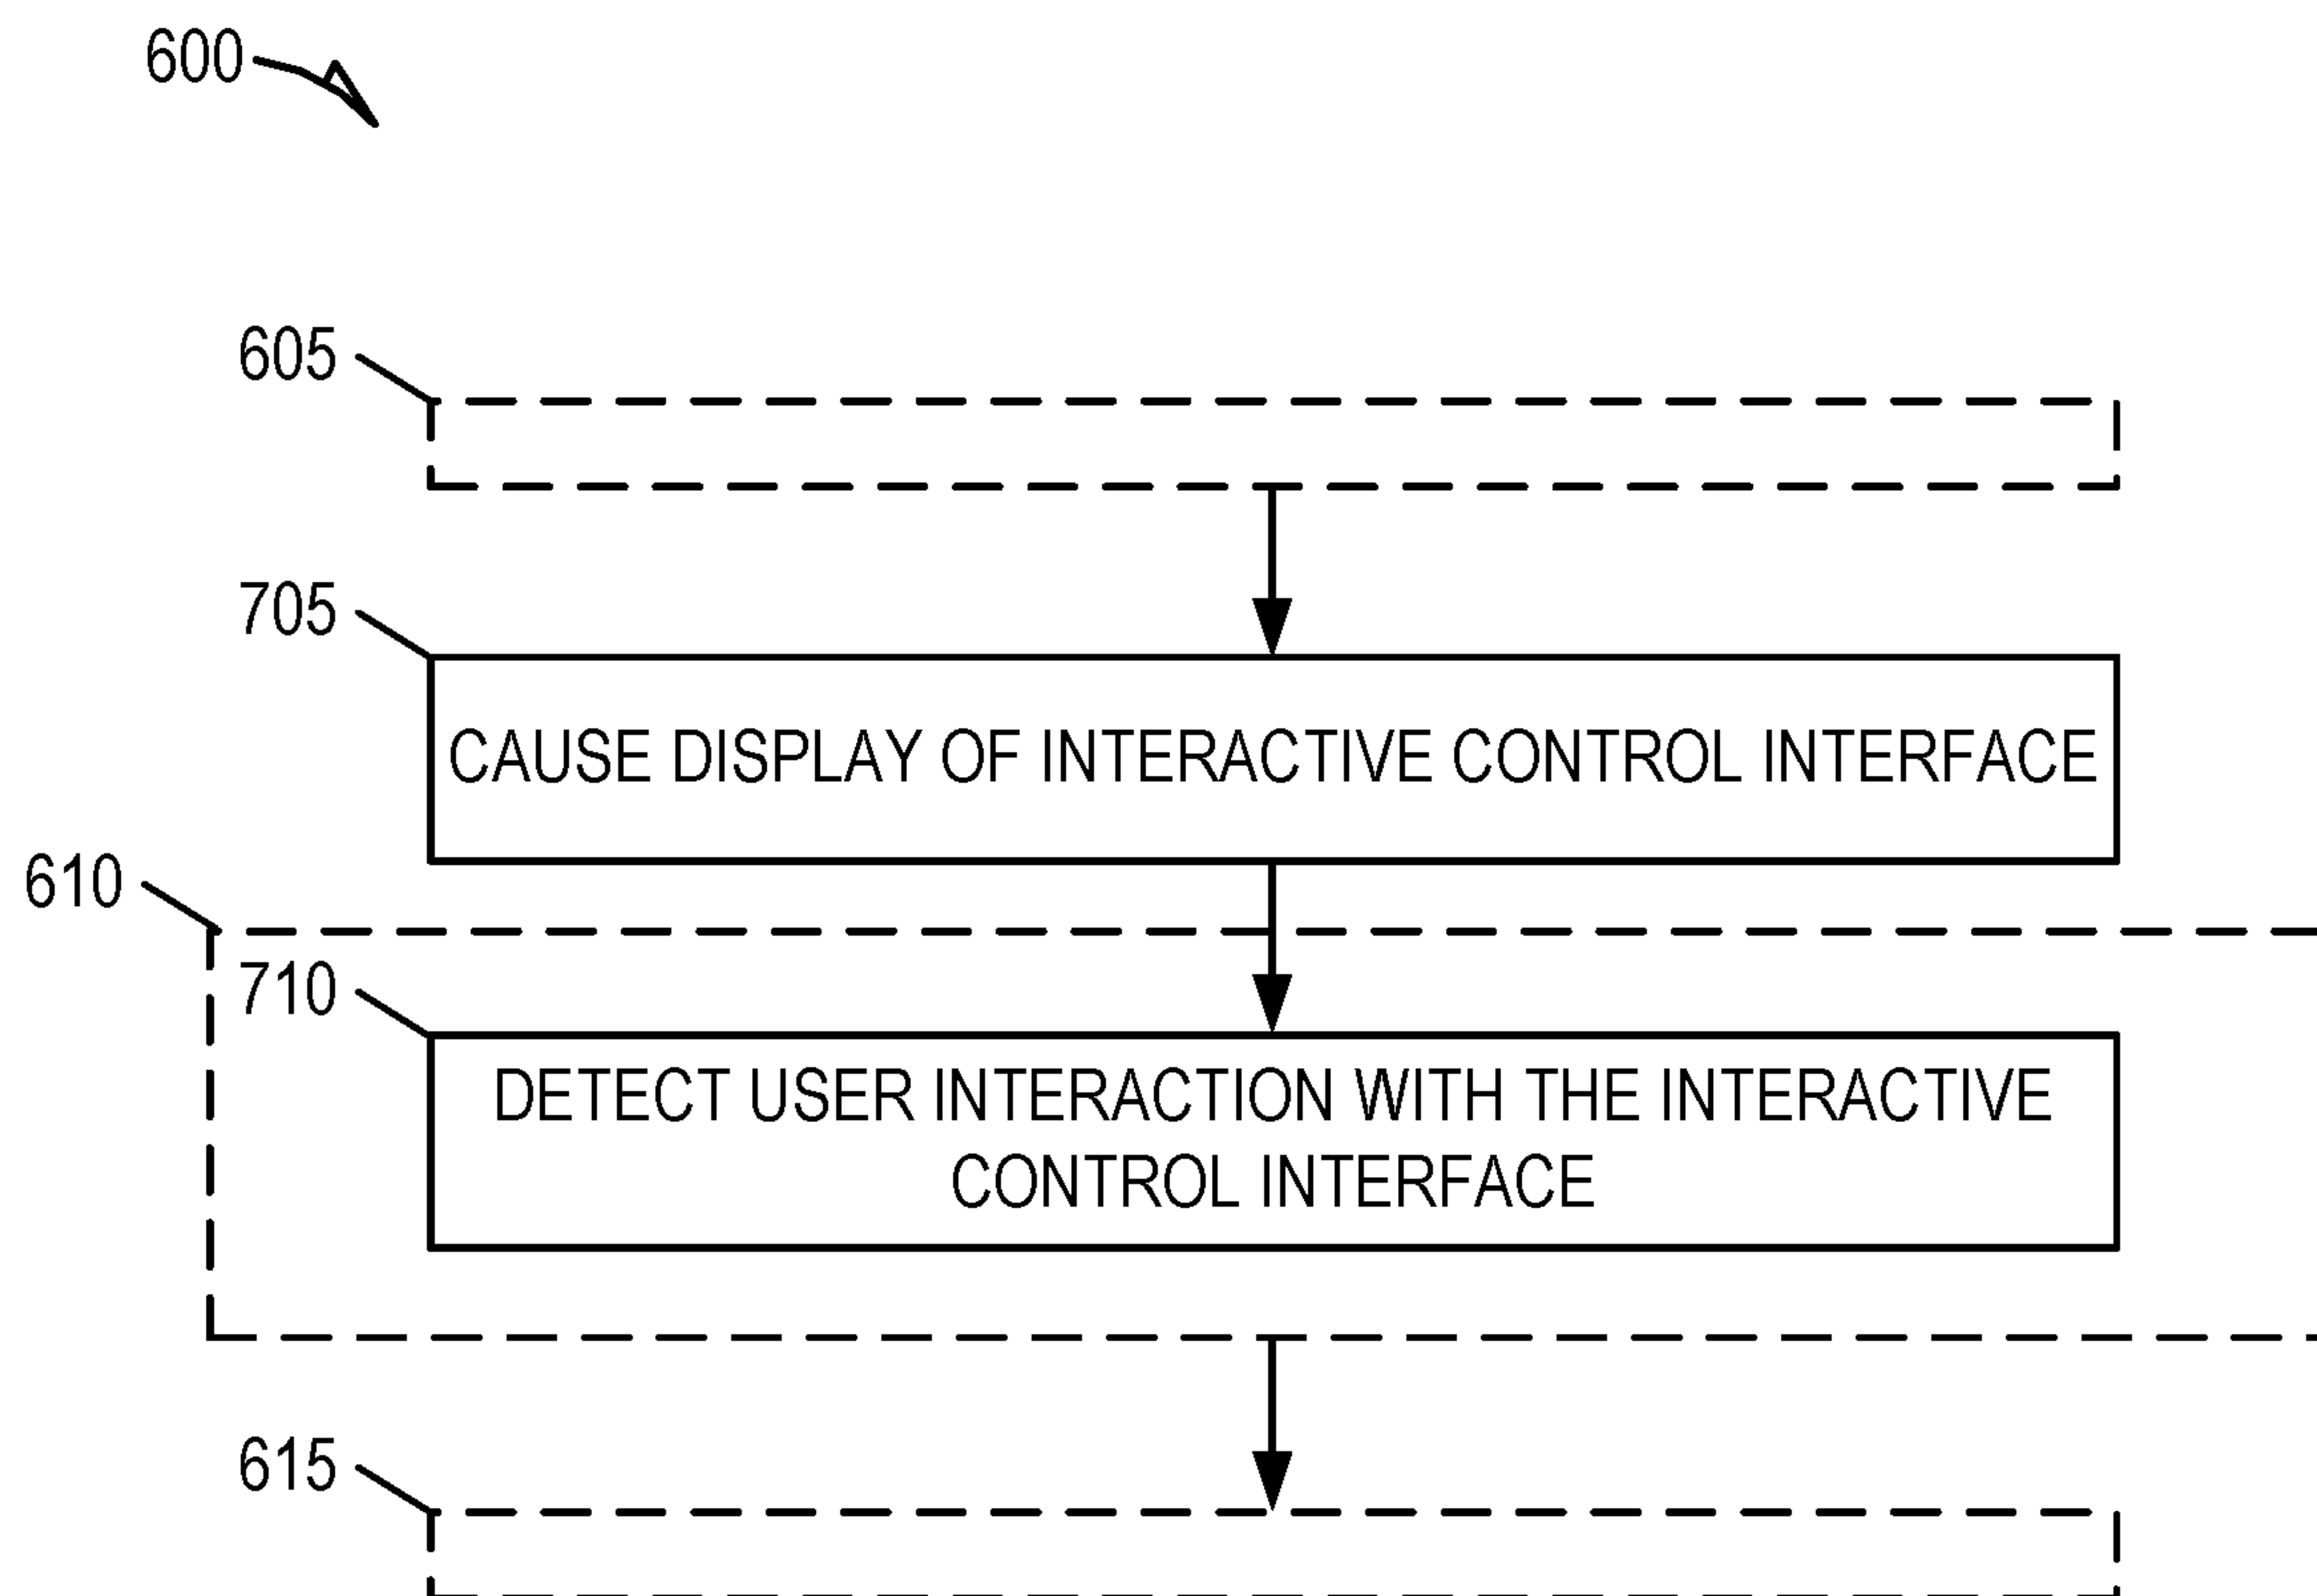 600
605
705
CAUSE DISPLAY OF INTERACTIVE CONTROL INTERFACE
610
710
DETECT USER INTERACTION WITH THE INTERACTIVE
CONTROL INTERFACE
615